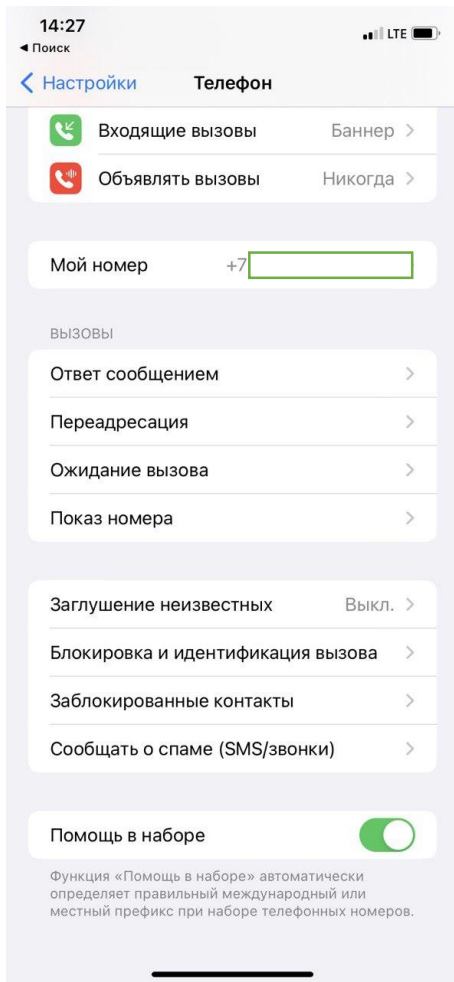 14:27
LTE
Поиск
Настройки
Телефон
Входящие вызовы
Баннер
Объявлять вызовы
Никогда
Мой номер
+7
ВЫЗОВЫ
Ответ сообщением
Переадресация
Ожидание вызова
Показ номера
Заглушение неизвестных
Выкл.
Блокировка и идентификация вызова
Заблокированные контакты
Сообщать о спаме (SMS/звонки)
Помощь в наборе
Функция «Помощь в наборе» автоматически
определяет правильный международный или
местный префикс при наборе телефонных номеров.